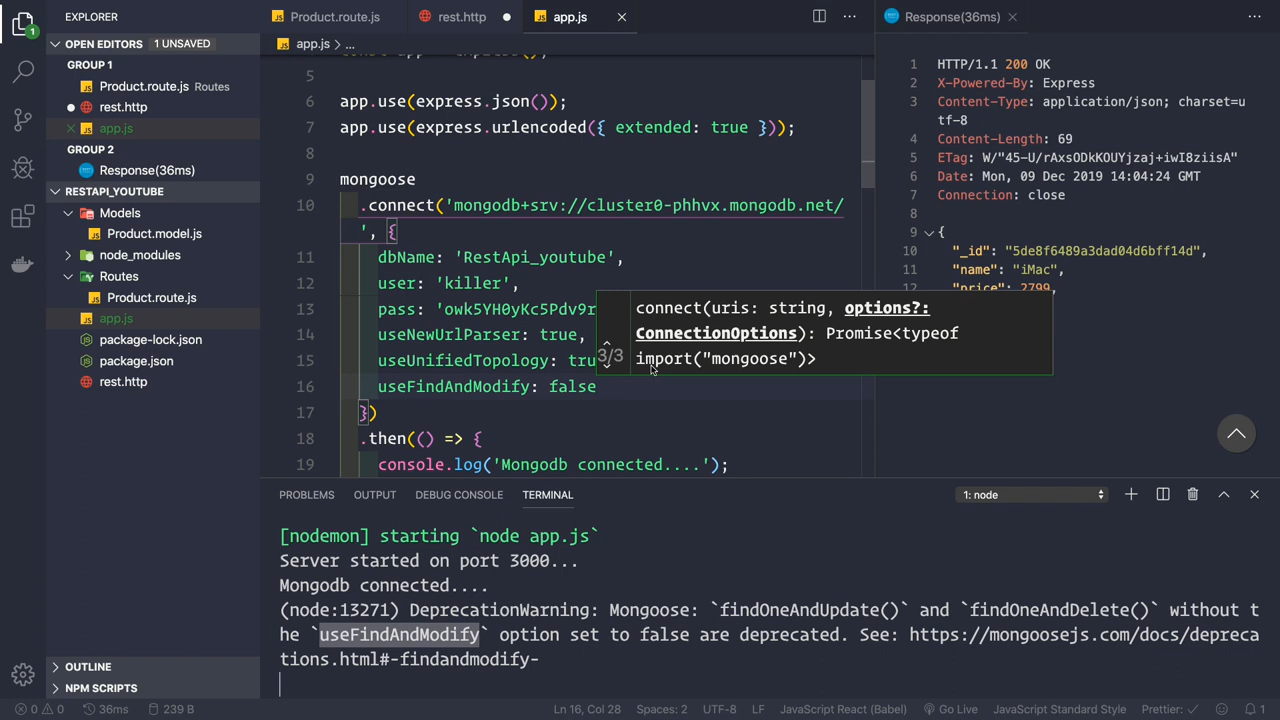 EXPLORER
OPEN EDITORS 1 UNSAVED
GROUP 1
Product.route.js Routes
rest.http
app.js
GROUP 2
Response(36ms)
RESTAPI_YOUTUBE
Models
Product.model.js
node_modules
Routes
Product.route.js
app.js
package-lock.json
package.json
rest.http
OUTLINE
NPM SCRIPTS
Product.route.js rest.http app.js
app.js > ...
5
6 app.use(express.json());
7 app.use(express.urlencoded({ extended: true }));
8
9 mongoose
10 .connect('mongodb+srv://cluster0-phhvx.mongodb.net/
', {
11 dbName: 'RestApi_youtube',
12 user: 'killer',
13 pass: 'owk5YH0yKc5Pdv9r
14 useNewUrlParser: true,
15 useUnifiedTopology: tru
16 useFindAndModify: false
17 })
18 .then(() => {
19 console.log('Mongodb connected....');
connect(uris: string, options?:
3/3 ConnectionOptions): Promise<typeof
import("mongoose")>
Response(36ms)
1 HTTP/1.1 200 OK
2 X-Powered-By: Express
3 Content-Type: application/json; charset=u
tf-8
4 Content-Length: 69
5 ETag: W/"45-U/rAxsODkKOUYjzaj+iwI8ziisA"
6 Date: Mon, 09 Dec 2019 14:04:24 GMT
7 Connection: close
8
9 {
10 "_id": "5de8f6489a3dad04d6bff14d",
11 "name": "iMac",
12 "price": 2799,
PROBLEMS OUTPUT DEBUG CONSOLE TERMINAL 1: node
[nodemon] starting `node app.js`
Server started on port 3000...
Mongodb connected....
(node:13271) DeprecationWarning: Mongoose: `findOneAndUpdate()` and `findOneAndDelete()` without t
he `useFindAndModify` option set to false are deprecated. See: https://mongoosejs.com/docs/depreca
tions.html#-findandmodify-
0 0 36ms 239 B Ln 16, Col 28 Spaces: 2 UTF-8 LF JavaScript React (Babel) Go Live JavaScript Standard Style Prettier: ✓ 1